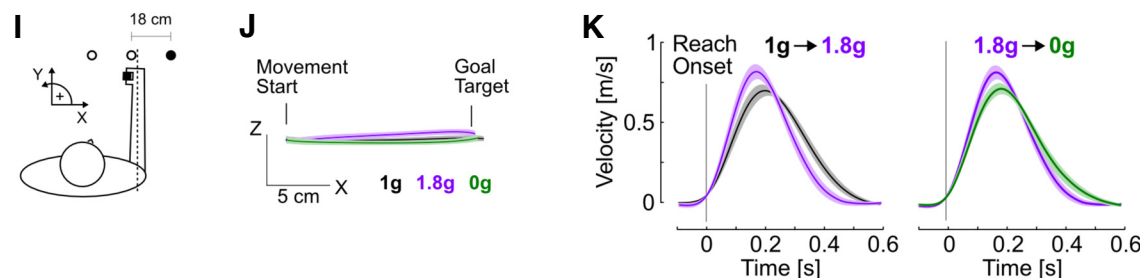 I
18 cm
Y
+
X
J
Movement
Start
Goal
Target
Z
5 cm
X
1g 1.8g 0g
K
Velocity [m/s]
1
0.5
0
Reach
Onset
1g→1.8g
0 0.2 0.4 0.6
Time [s]
1.8g→0g
0 0.2 0.4 0.6
Time [s]